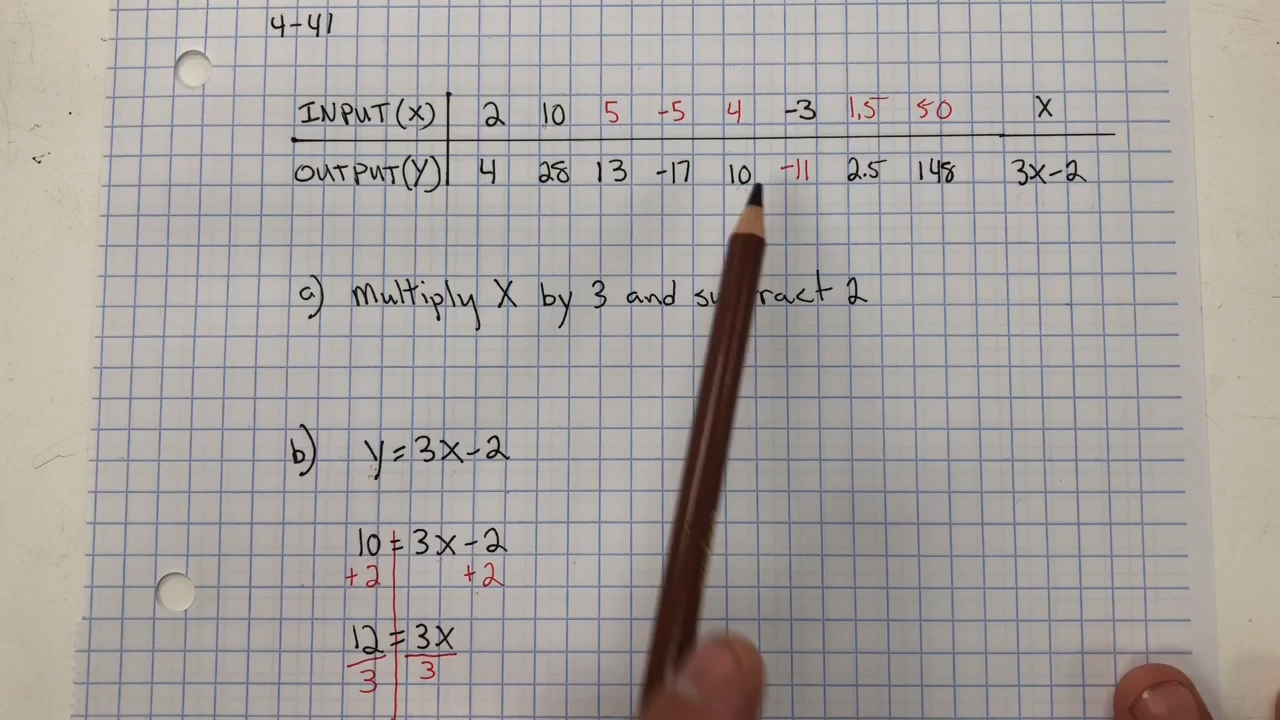 4-41
INPUT(X) 2 10 5 -5 4 -3 1.5 50 X
OUTPUT(Y) 4 28 13 -17 10 -11 2.5 148 3X-2
a) Multiply X by 3 and subtract 2
b) y=3X-2
10=3X-2
+2 +2
12=3X
3 3